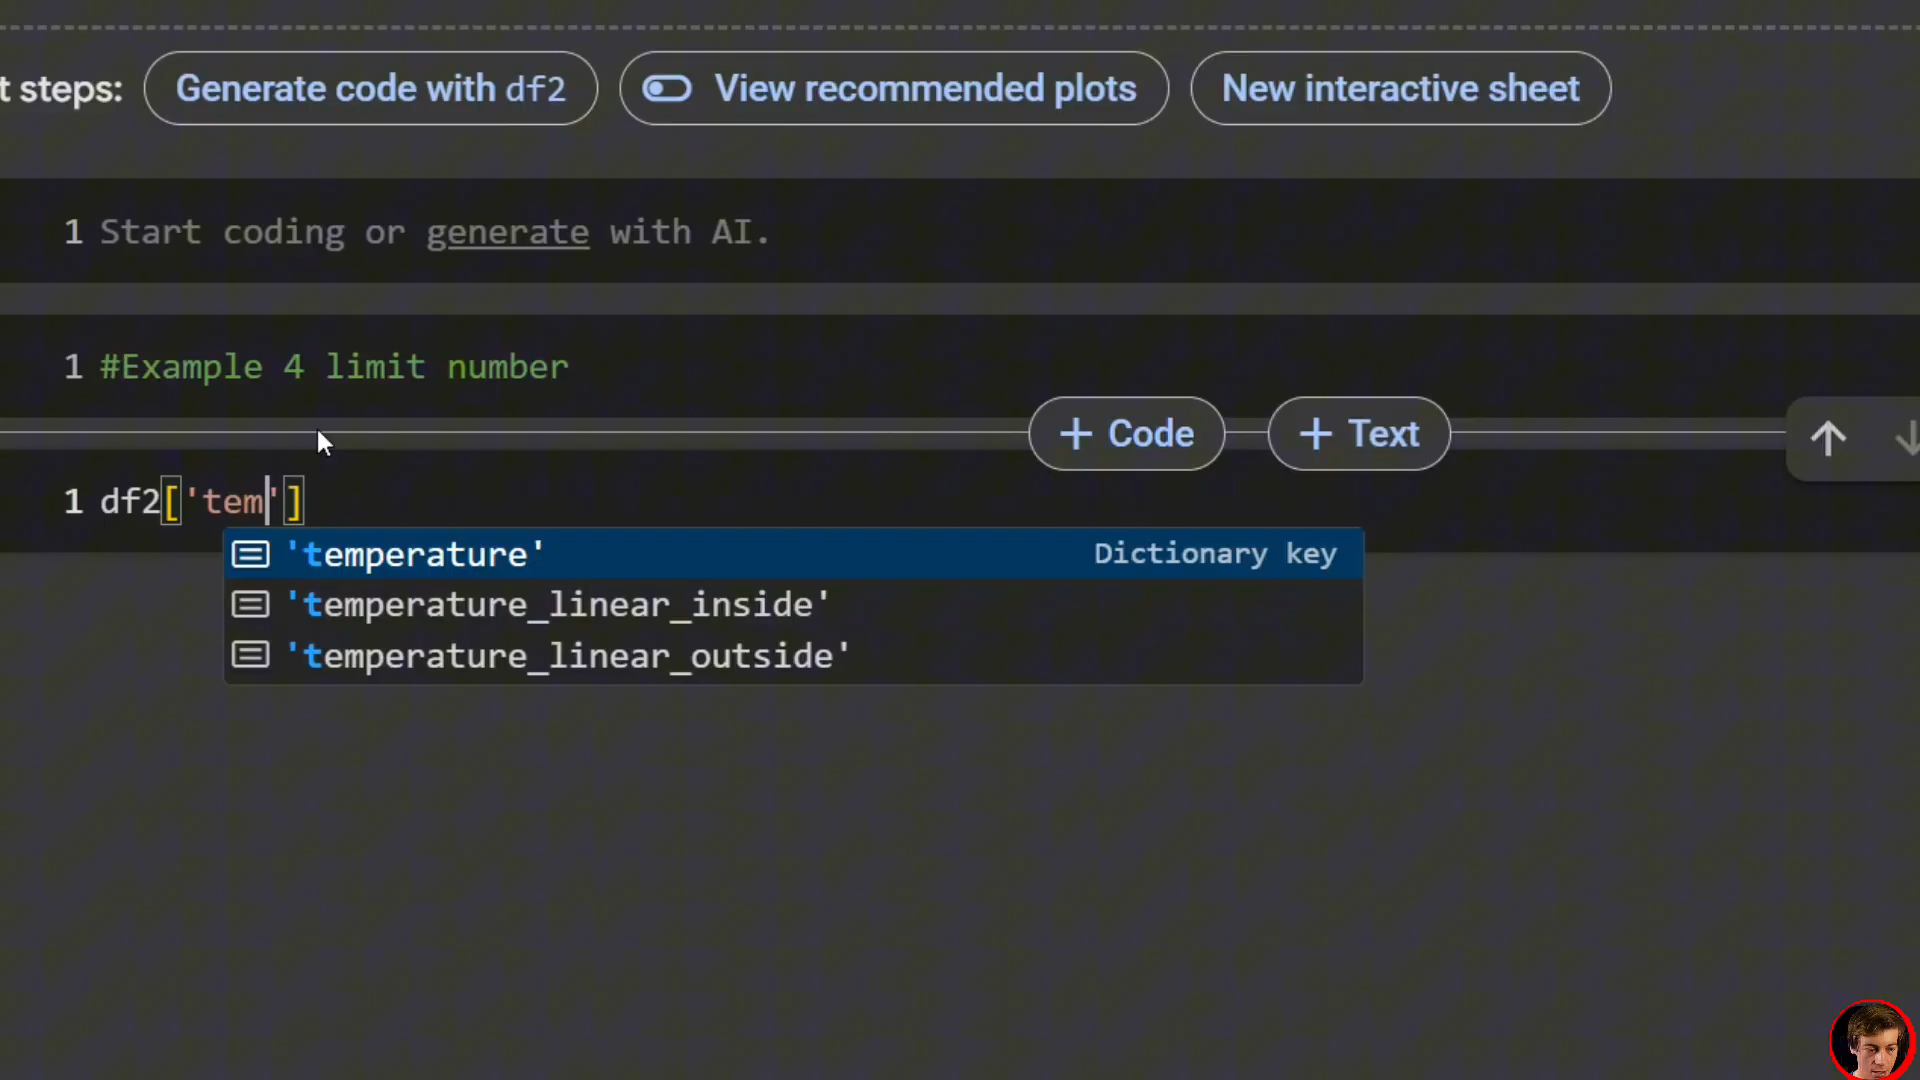 t steps: Generate code with df2 View recommended plots New interactive sheet
1 Start coding or generate with AI.
1 #Example 4 limit number
+ Code + Text
1 df2['tem']
'temperature' Dictionary key
'temperature_linear_inside'
'temperature_linear_outside'